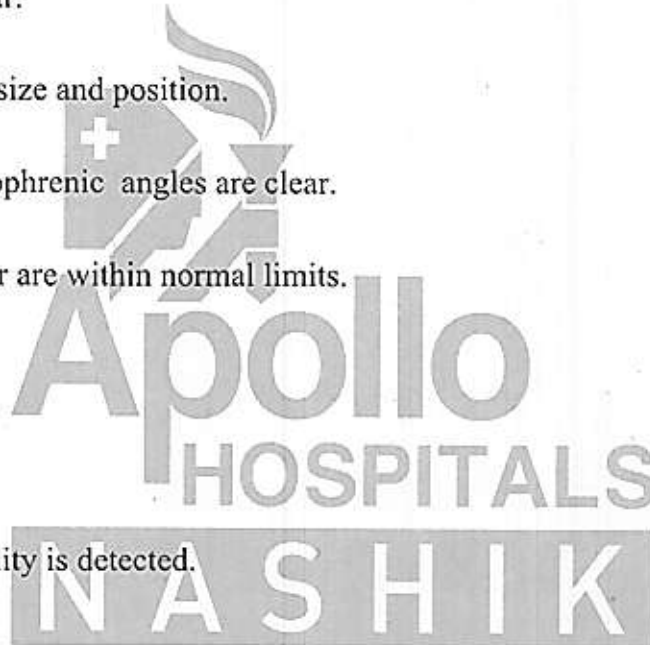 size and position.
ophrenic angles are clear.
r are within normal limits.
Apollo
HOSPITALS
ity is detected.
NASHIK